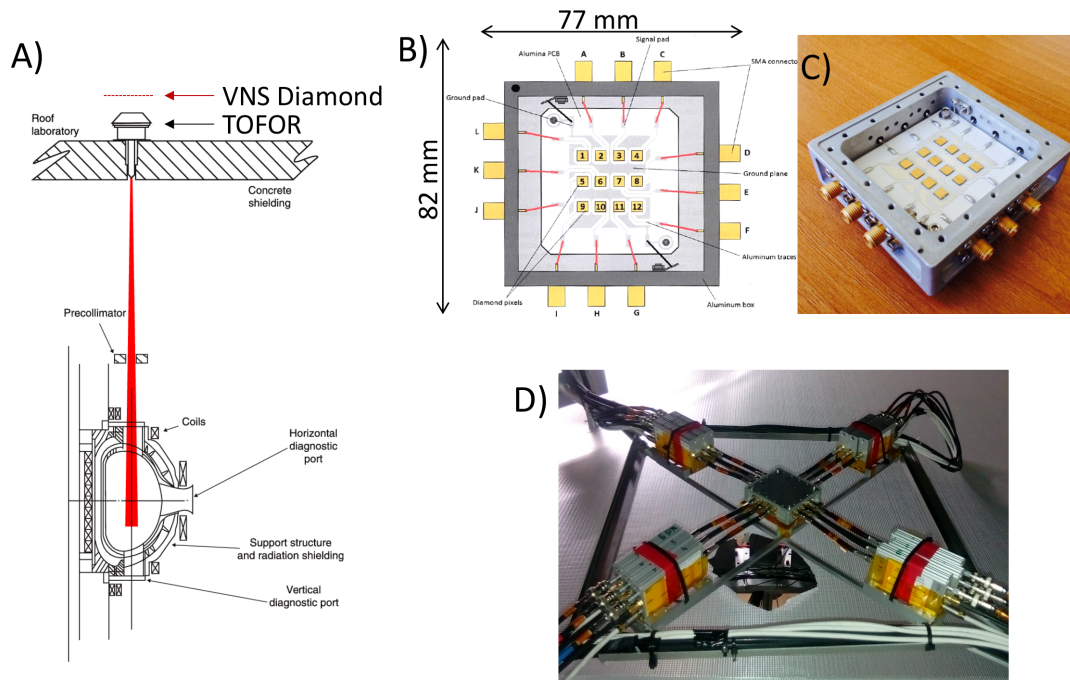 A)
VNS Diamond
TOFOR
Roof
laboratory
Concrete
shielding
Precollimator
Coils
Horizontal
diagnostic
port
Support structure
and radiation shielding
Vertical
diagnostic port
B)
77 mm
82 mm
Signal pad
Alumina PCB
A
B
C
SMA connecto
Ground pad
L
K
J
D
E
F
1 2 3 4
5 6 7 8
9 10 11 12
Ground plane
Aluminum traces
Diamond pixels
Aluminum box
I
H
G
C)
D)